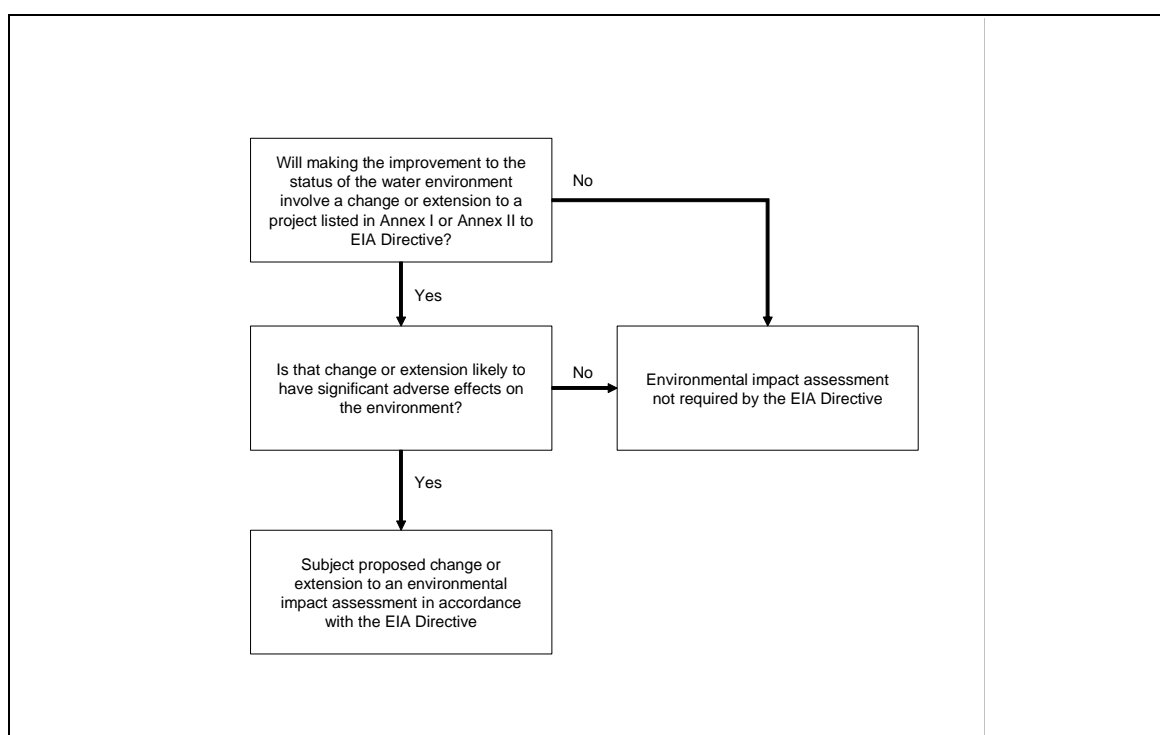 Will making the improvement to the
status of the water environment
involve a change or extension to a
project listed in Annex I or Annex II to
EIA Directive?
No
Yes
Is that change or extension likely to
have significant adverse effects on
the environment?
No
Environmental impact assessment
not required by the EIA Directive
Yes
Subject proposed change or
extension to an environmental
impact assessment in accordance
with the EIA Directive